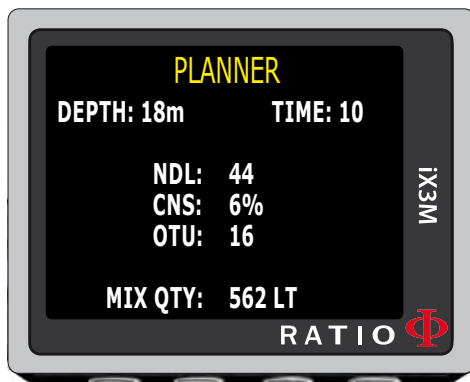 PLANNER
DEPTH: 18m TIME: 10
NDL: 44
CNS: 6%
OTU: 16
MIX QTY: 562 LT
iX3M
RATIO